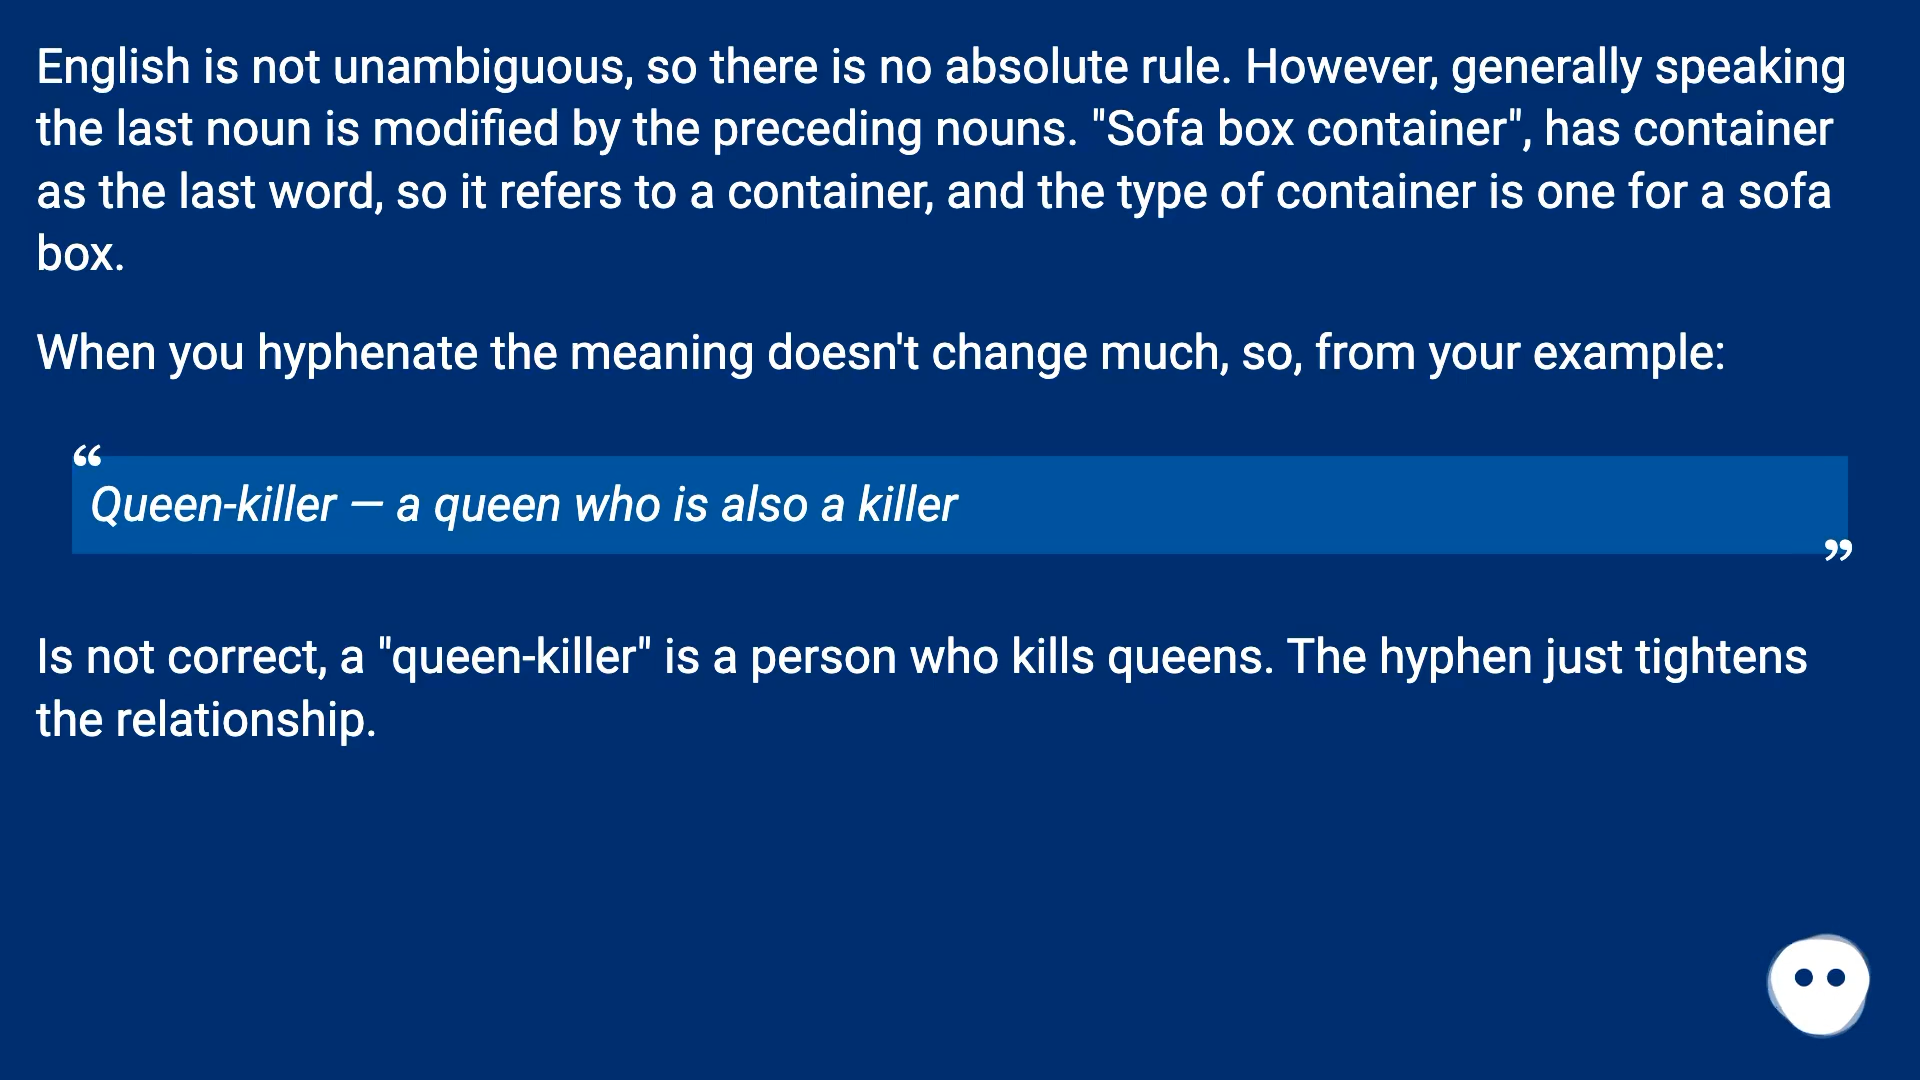 English is not unambiguous, so there is no absolute rule. However, generally speaking
the last noun is modified by the preceding nouns. "Sofa box container", has container
as the last word, so it refers to a container, and the type of container is one for a sofa
box.
When you hyphenate the meaning doesn't change much, so, from your example:
“
Queen-killer — a queen who is also a killer
”
Is not correct, a "queen-killer" is a person who kills queens. The hyphen just tightens
the relationship.